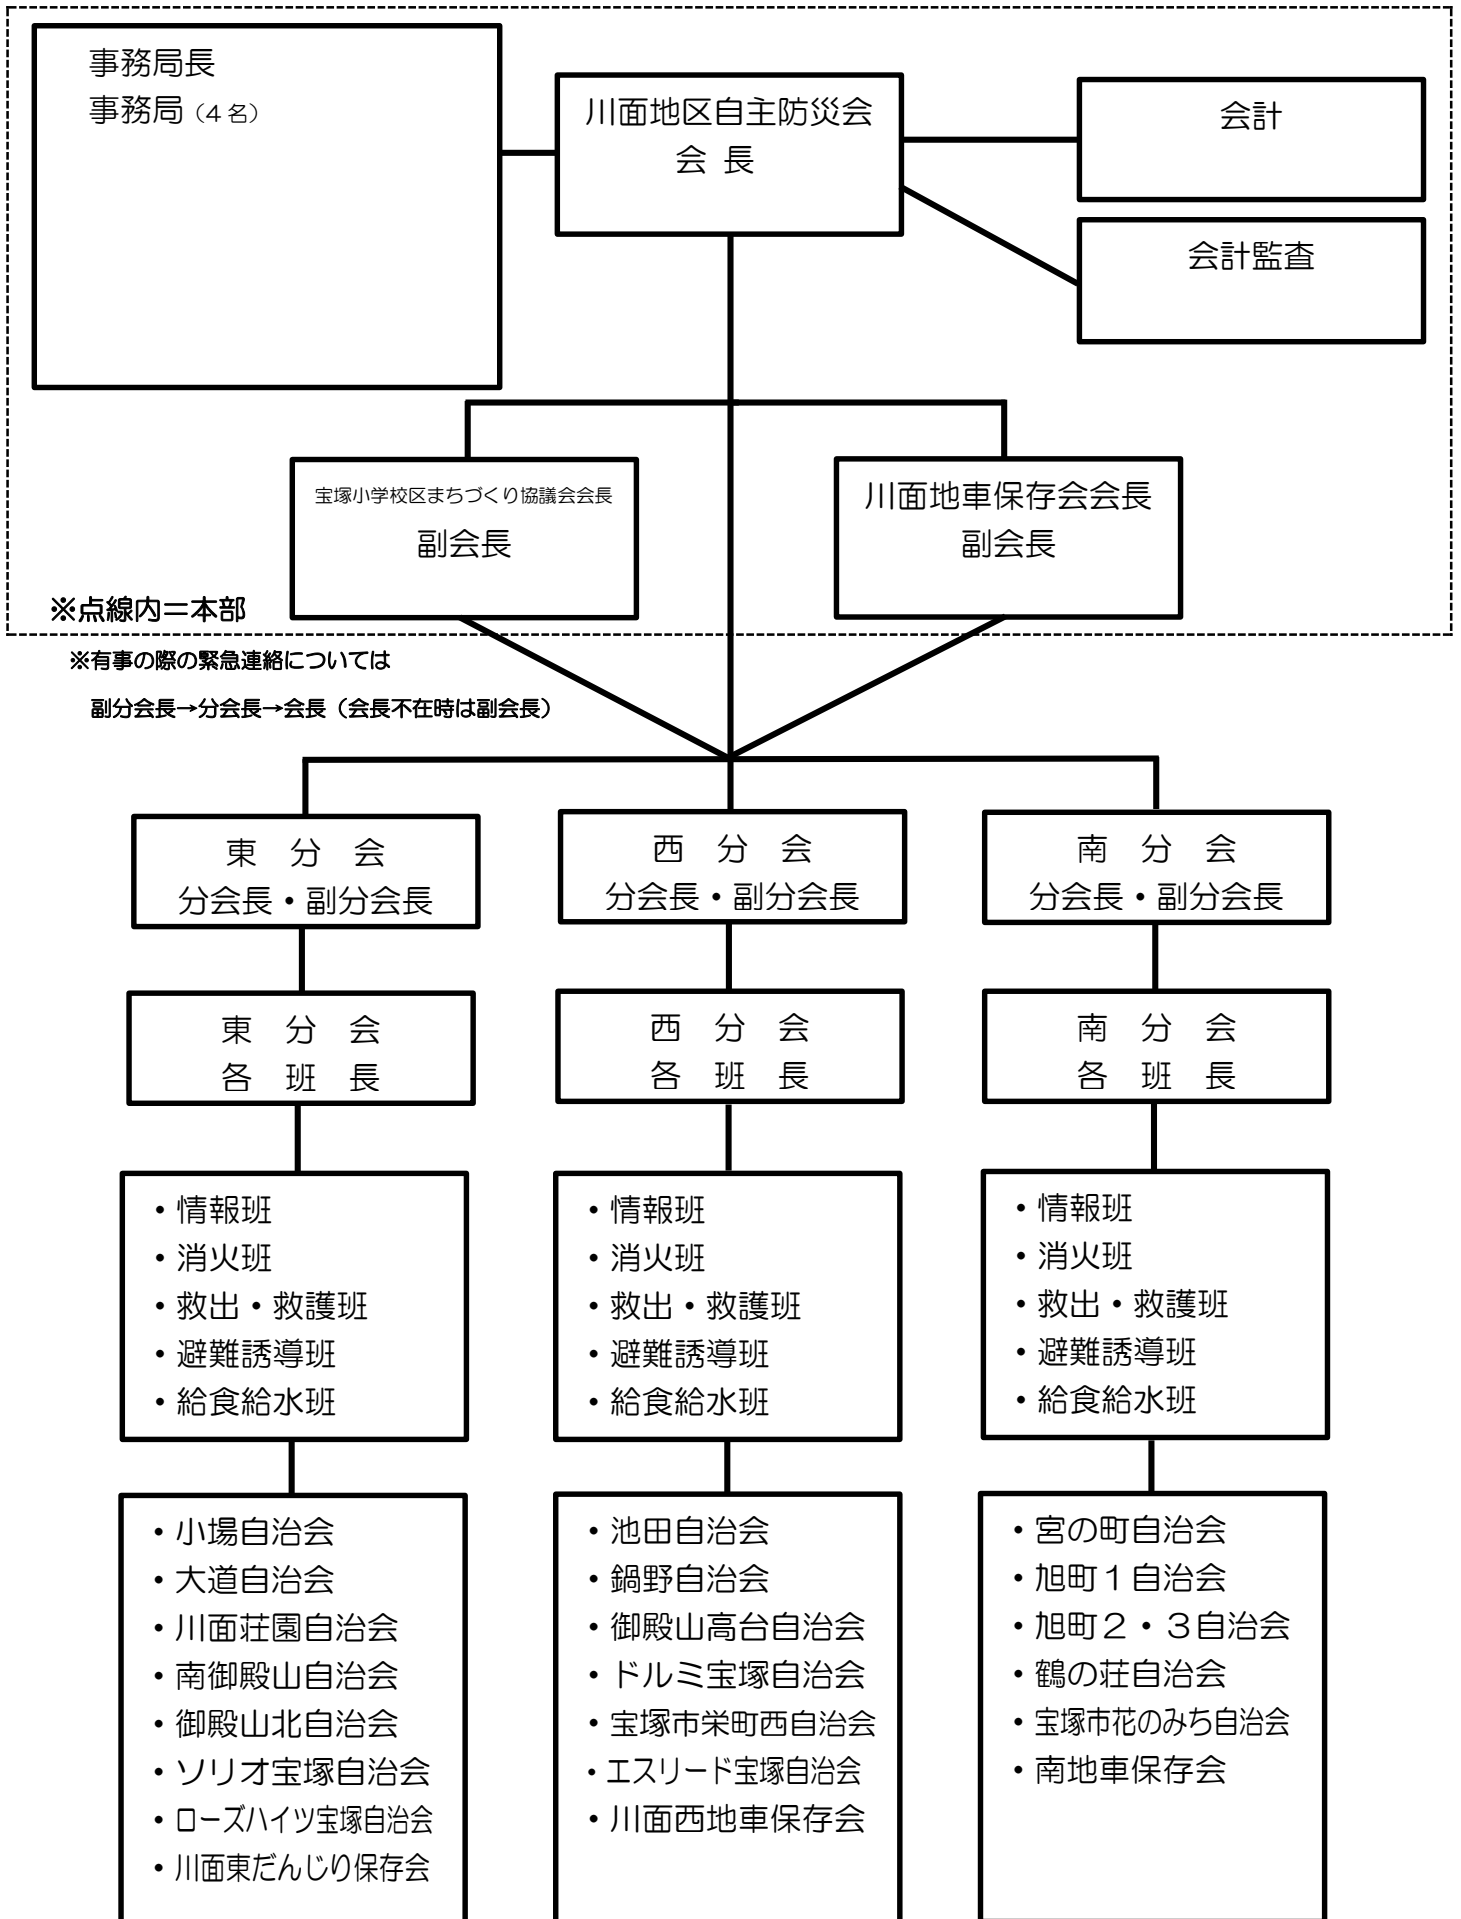 事務局長
事務局（4名）
川面地区自主防災会
会 長
会計
会計監査
宝塚小学校区まちづくり協議会会長
副会長
川面地車保存会会長
副会長
※点線内＝本部
※有事の際の緊急連絡については
副分会長→分会長→会長（会長不在時は副会長）
東　分　会
分会長・副分会長
西　分　会
分会長・副分会長
南　分　会
分会長・副分会長
東　分　会
各　班　長
西　分　会
各　班　長
南　分　会
各　班　長
・情報班
・消火班
・救出・救護班
・避難誘導班
・給食給水班
・情報班
・消火班
・救出・救護班
・避難誘導班
・給食給水班
・情報班
・消火班
・救出・救護班
・避難誘導班
・給食給水班
・小場自治会
・大道自治会
・川面荘園自治会
・南御殿山自治会
・御殿山北自治会
・ソリオ宝塚自治会
・ローズハイツ宝塚自治会
・川面東だんじり保存会
・池田自治会
・鍋野自治会
・御殿山高台自治会
・ドルミ宝塚自治会
・宝塚市栄町西自治会
・エスリード宝塚自治会
・川面西地車保存会
・宮の町自治会
・旭町１自治会
・旭町２・３自治会
・鶴の荘自治会
・宝塚市花のみち自治会
・南地車保存会